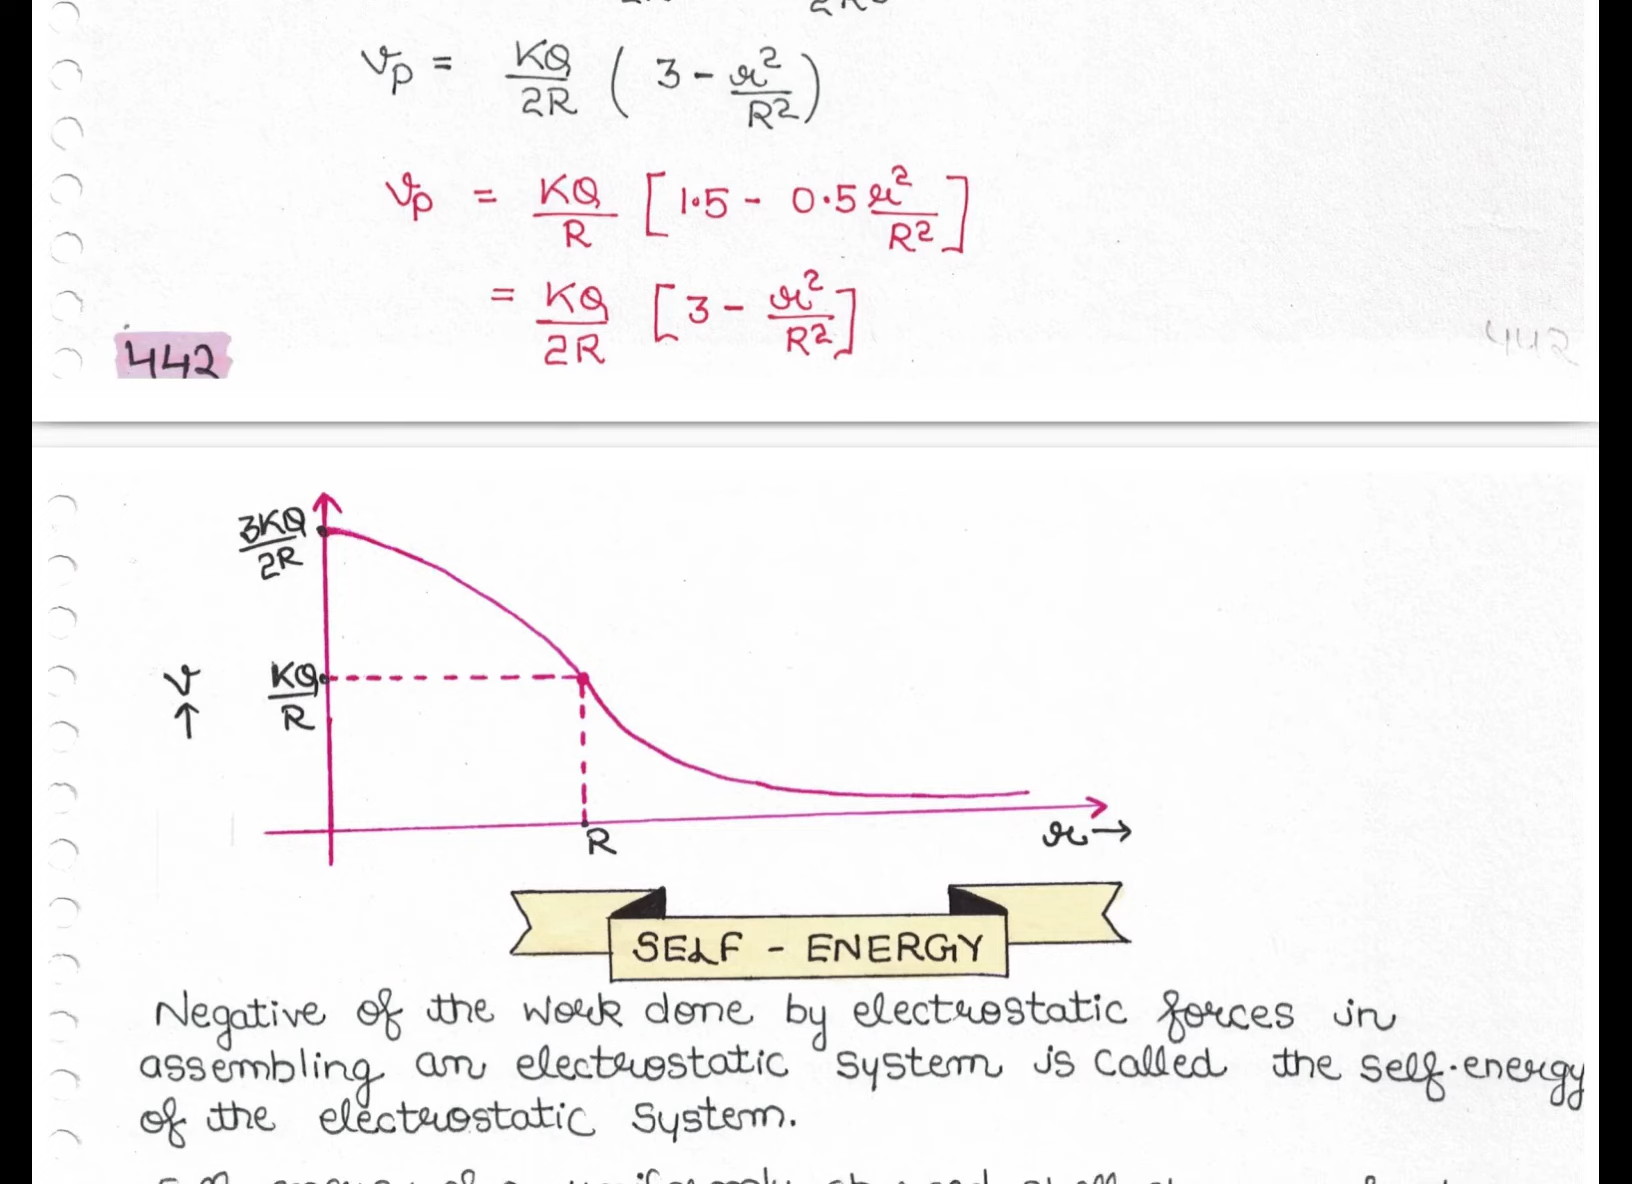 Vp = KQ/2R ( 3 - r²/R² )
Vp = KQ/R [ 1.5 - 0.5 r²/R² ]
= KQ/2R [ 3 - r²/R² ]
442
442
3KQ/2R
V ↑
KQ/R
R
r →
SELF - ENERGY
Negative of the work done by electrostatic forces in
assembling an electrostatic system is called the self-energy
of the electrostatic System.